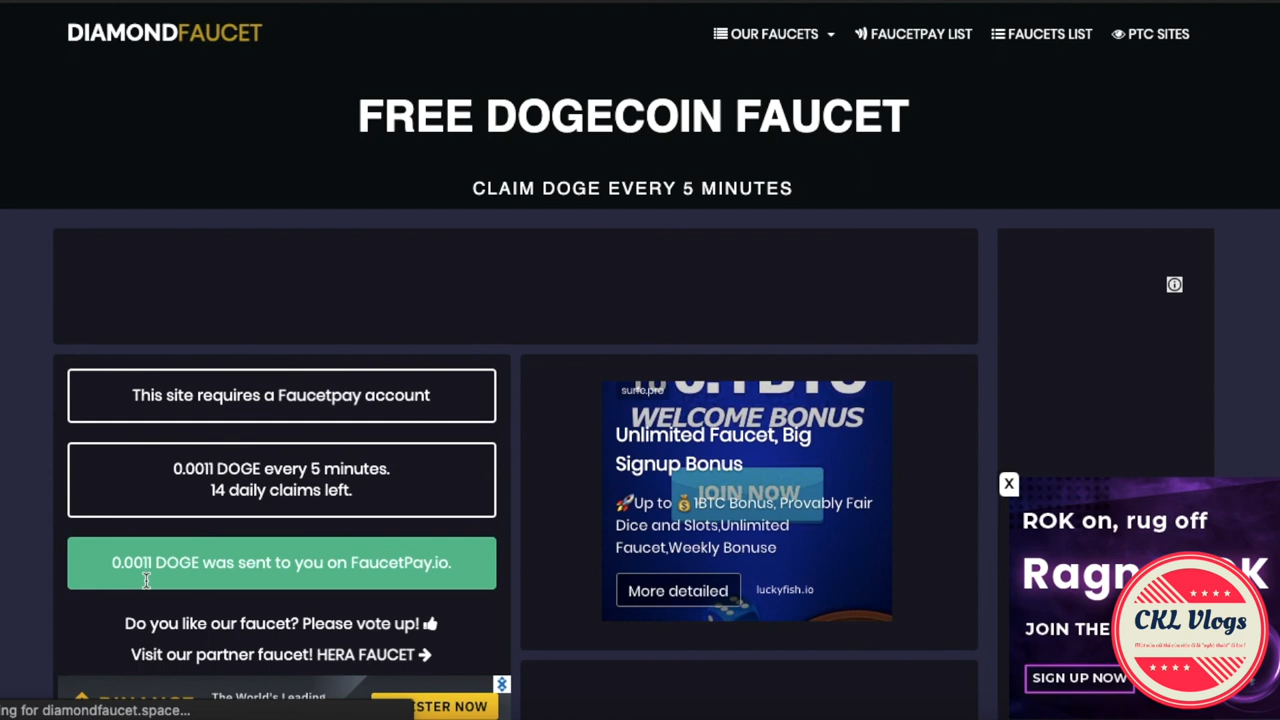 DIAMONDFAUCET
OUR FAUCETS
FAUCETPAY LIST
FAUCETS LIST
PTC SITES
FREE DOGECOIN FAUCET
CLAIM DOGE EVERY 5 MINUTES
This site requires a Faucetpay account
0.0011 DOGE every 5 minutes.
14 daily claims left.
0.0011 DOGE was sent to you on FaucetPay.io.
Do you like our faucet? Please vote up!
Visit our partner faucet! HERA FAUCET
The World's Leading
WELCOME BONUS
Unlimited Faucet, Big
Signup Bonus
JOIN NOW
🚀Up to 💰1BTC Bonus, Provably Fair
Dice and Slots,Unlimited
Faucet,Weekly Bonuse
More detailed
luckyfish.io
X
ROK on, rug off
JOIN THE
SIGN UP NOW
CKL Vlogs
ng for diamondfaucet.space...